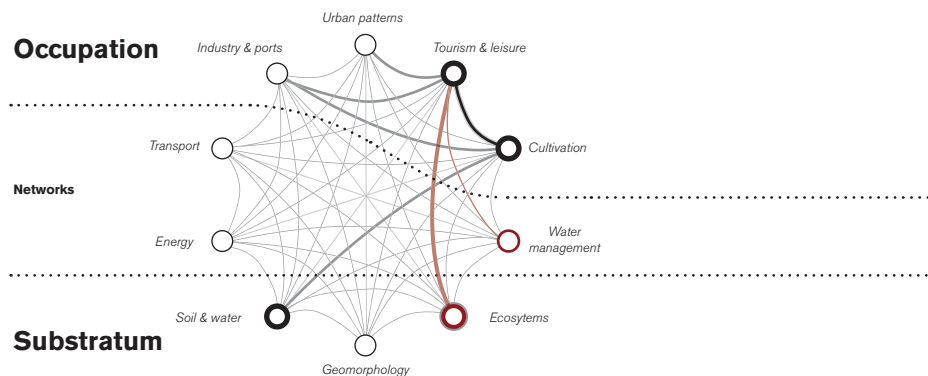 Urban patterns
Occupation
Industry & ports
Tourism & leisure
Transport
Cultivation
Networks
Energy
Water
management
Soil & water
Ecosytems
Substratum
Geomorphology